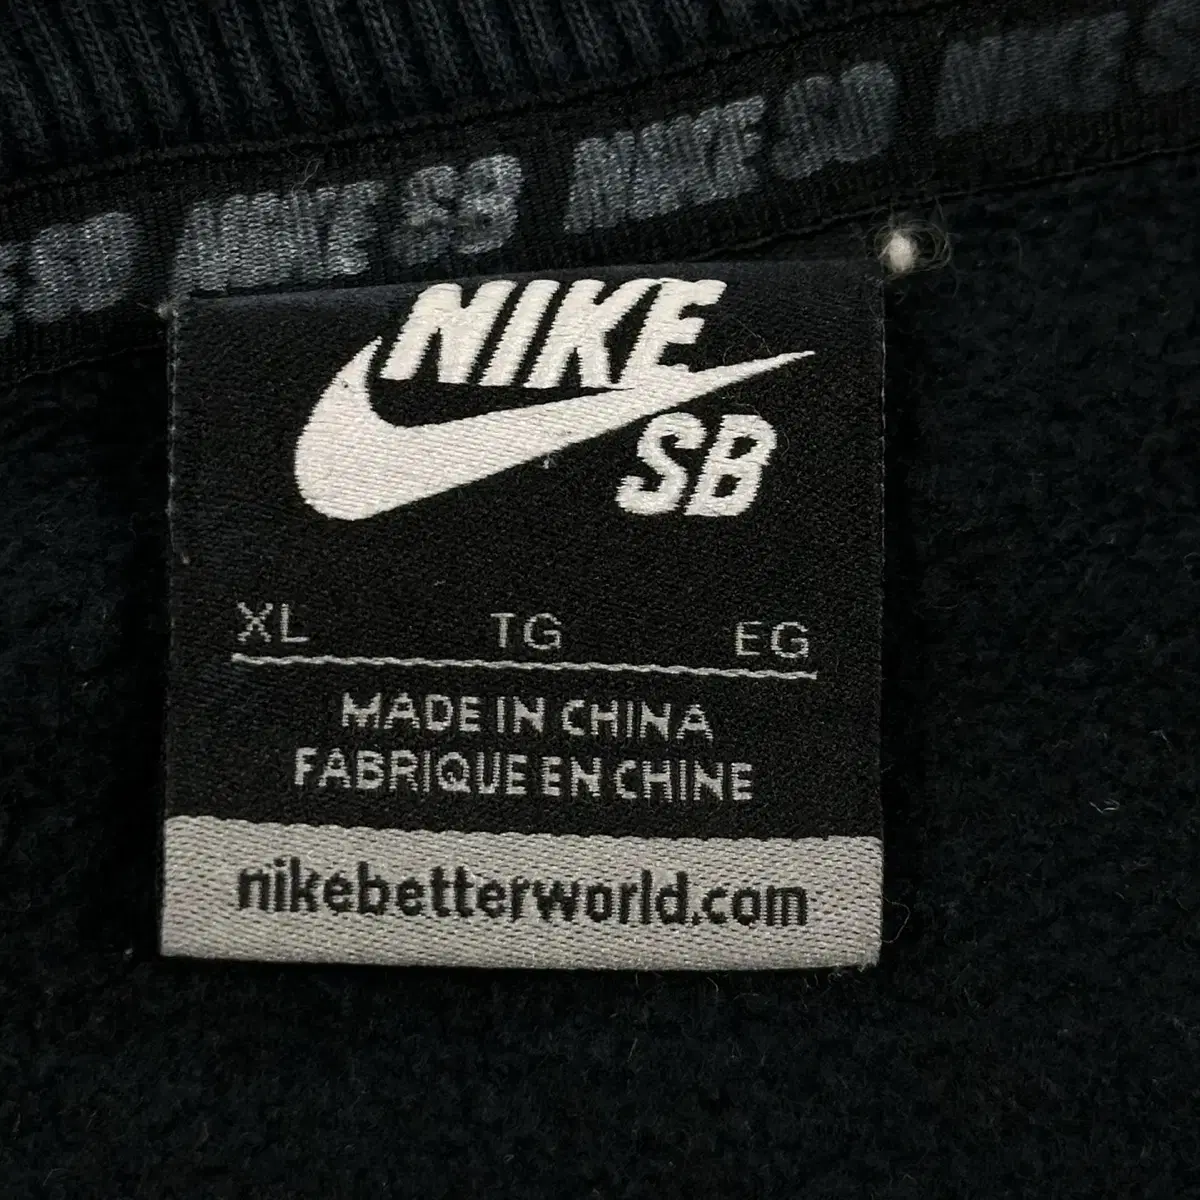 SB NIKE SB NIKE SB NIKE S
NIKE
SB
XL TG EG
MADE IN CHINA
FABRIQUE EN CHINE
nikebetterworld.com